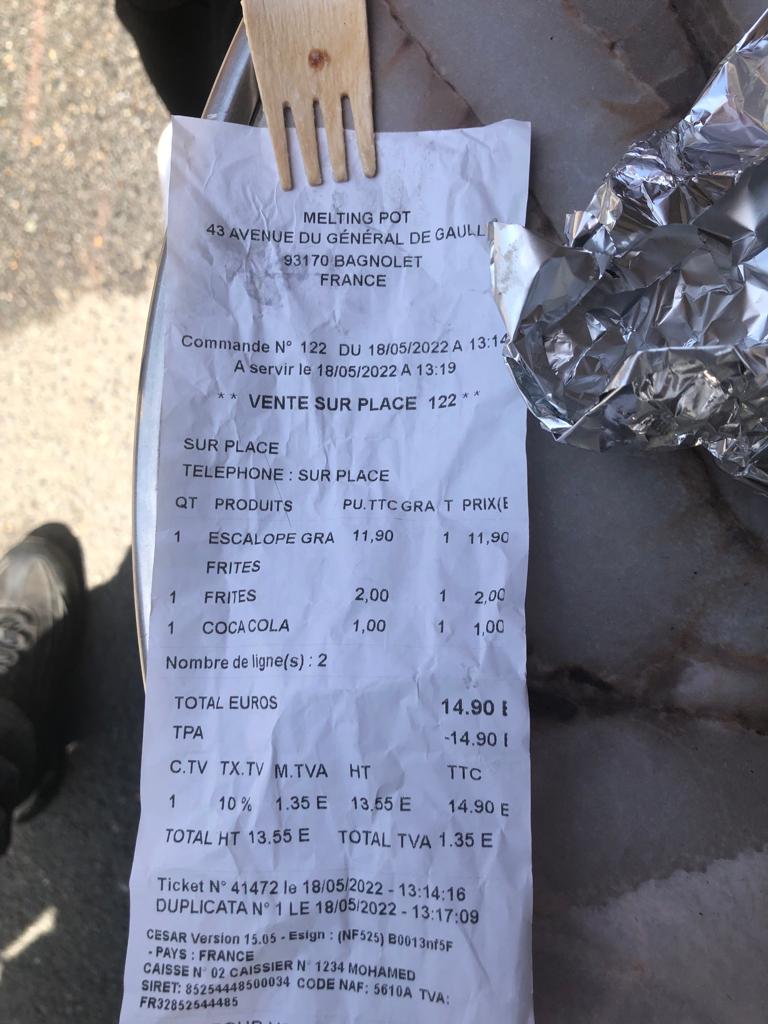 MELTING POT
43 AVENUE DU GÉNÉRAL DE GAULL
93170 BAGNOLET
FRANCE
Commande N° 122 DU 18/05/2022 A 13:14
A servir le 18/05/2022 A 13:19
** VENTE SUR PLACE 122 **
SUR PLACE
TELEPHONE : SUR PLACE
QT PRODUITS PU.TTC GRA T PRIX(E
1 ESCALOPE GRA 11,90 1 11,90
FRITES
1 FRITES 2,00 1 2,00
1 COCA COLA 1,00 1 1,00
Nombre de ligne(s) : 2
TOTAL EUROS 14.90 E
TPA -14.90 E
C.TV TX.TV M.TVA HT TTC
1 10 % 1.35 E 13.55 E 14.90 E
TOTAL HT 13.55 E TOTAL TVA 1.35 E
Ticket N° 41472 le 18/05/2022 - 13:14:16
DUPLICATA N° 1 LE 18/05/2022 - 13:17:09
CESAR Version 15.05 - Esign : (NF525) B0013nf5F
- PAYS : FRANCE
CAISSE N° 02 CAISSIER N° 1234 MOHAMED
SIRET: 85254448500034 CODE NAF: 5610A TVA:
FR32852544485